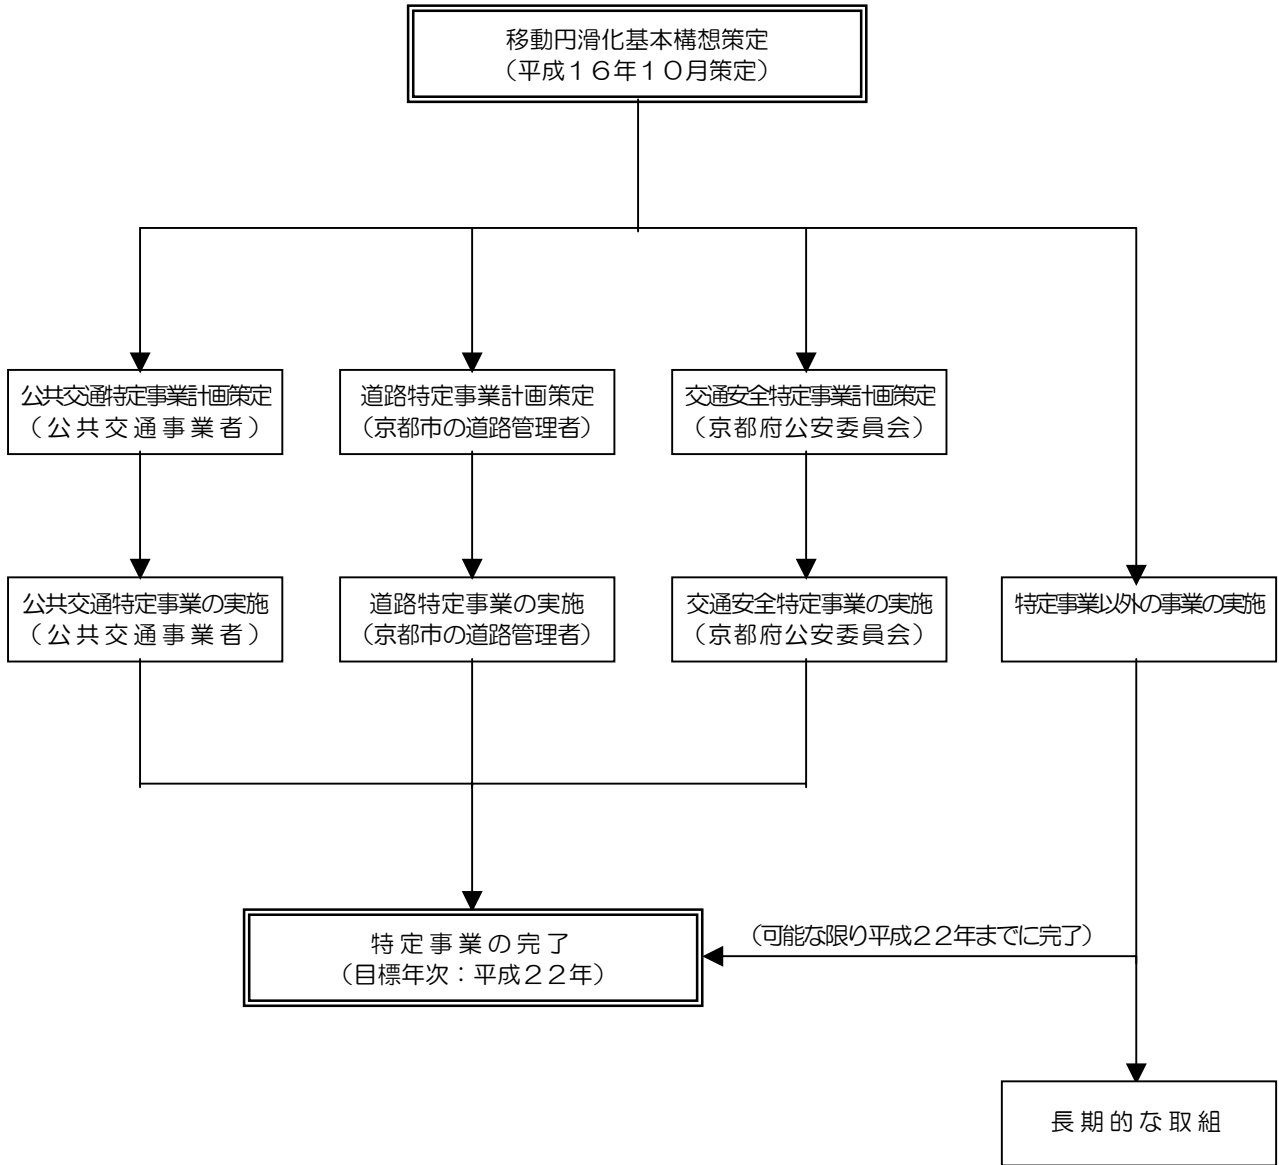 移動円滑化基本構想策定
（平成１６年１０月策定）
公共交通特定事業計画策定
（公共交通事業者）
道路特定事業計画策定
（京都市の道路管理者）
交通安全特定事業計画策定
（京都府公安委員会）
公共交通特定事業の実施
（公共交通事業者）
道路特定事業の実施
（京都市の道路管理者）
交通安全特定事業の実施
（京都府公安委員会）
特定事業以外の事業の実施
特定事業の完了
（目標年次：平成２２年）
（可能な限り平成２２年までに完了）
長期的な取組